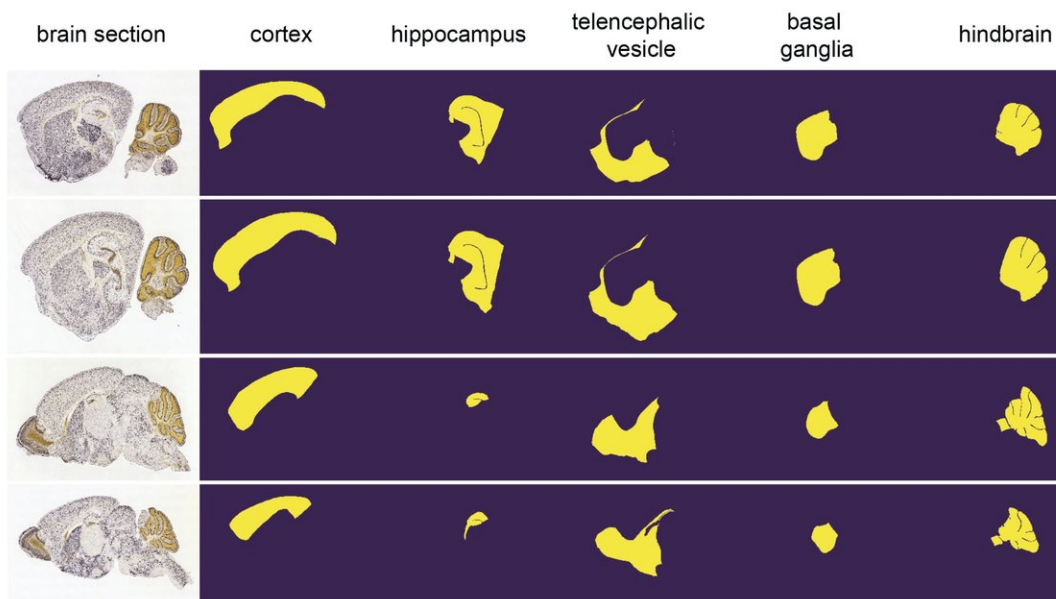 brain section
cortex
hippocampus
telencephalic
vesicle
basal
ganglia
hindbrain